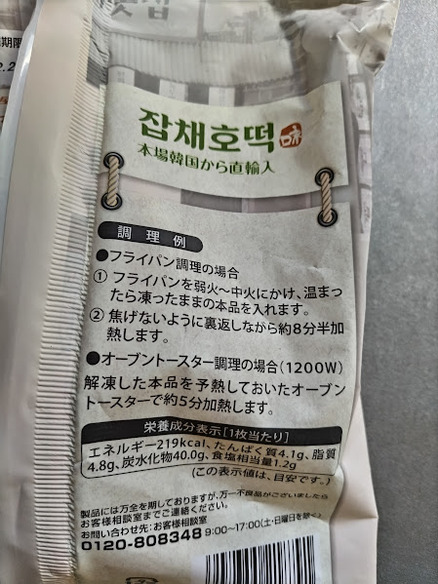 期限
잡채호떡 味
本場韓国から直輸入
調理例
●フライパン調理の場合
① フライパンを弱火～中火にかけ、温まっ
たら凍ったままの本品を入れます。
② 焦げないように裏返しながら約8分半加
熱します。
●オーブントースター調理の場合(1200W)
解凍した本品を予熱しておいたオーブン
トースターで約5分加熱します。
栄養成分表示[1枚当たり]
エネルギー219kcal、たんぱく質4.1g、脂質
4.8g、炭水化物40.0g、食塩相当量1.2g
(この表示値は、目安です。)
製品には万全を期しておりますが、万一不良品がございましたら
お客様相談室までご連絡ください。
お問い合わせ先:お客様相談室
0120-808348 9:00～17:00(土・日曜日を除く)